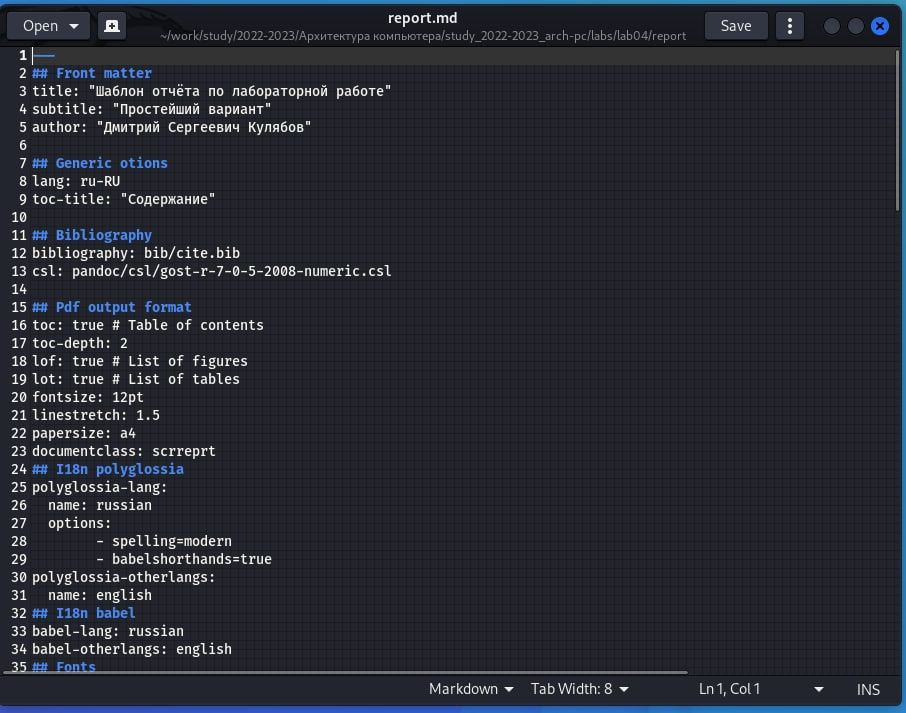 Open
report.md
~/work/study/2022-2023/Архитектура компьютера/study_2022-2023_arch-pc/labs/lab04/report
Save
1 ---
2 ## Front matter
3 title: "Шаблон отчёта по лабораторной работе"
4 subtitle: "Простейший вариант"
5 author: "Дмитрий Сергеевич Кулябов"
6
7 ## Generic otions
8 lang: ru-RU
9 toc-title: "Содержание"
10
11 ## Bibliography
12 bibliography: bib/cite.bib
13 csl: pandoc/csl/gost-r-7-0-5-2008-numeric.csl
14
15 ## Pdf output format
16 toc: true # Table of contents
17 toc-depth: 2
18 lof: true # List of figures
19 lot: true # List of tables
20 fontsize: 12pt
21 linestretch: 1.5
22 papersize: a4
23 documentclass: scrreprt
24 ## I18n polyglossia
25 polyglossia-lang:
26   name: russian
27   options:
28         - spelling=modern
29         - babelshorthands=true
30 polyglossia-otherlangs:
31   name: english
32 ## I18n babel
33 babel-lang: russian
34 babel-otherlangs: english
35 ## Fonts
Markdown Tab Width: 8 Ln 1, Col 1 INS